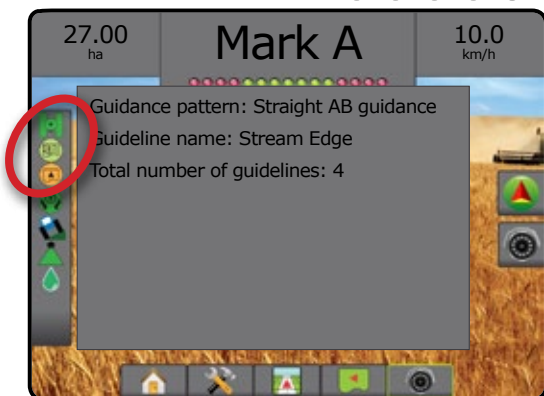 27.00
ha
Mark A
10.0
km/h
Guidance pattern: Straight AB guidance
Guideline name: Stream Edge
Total number of guidelines: 4